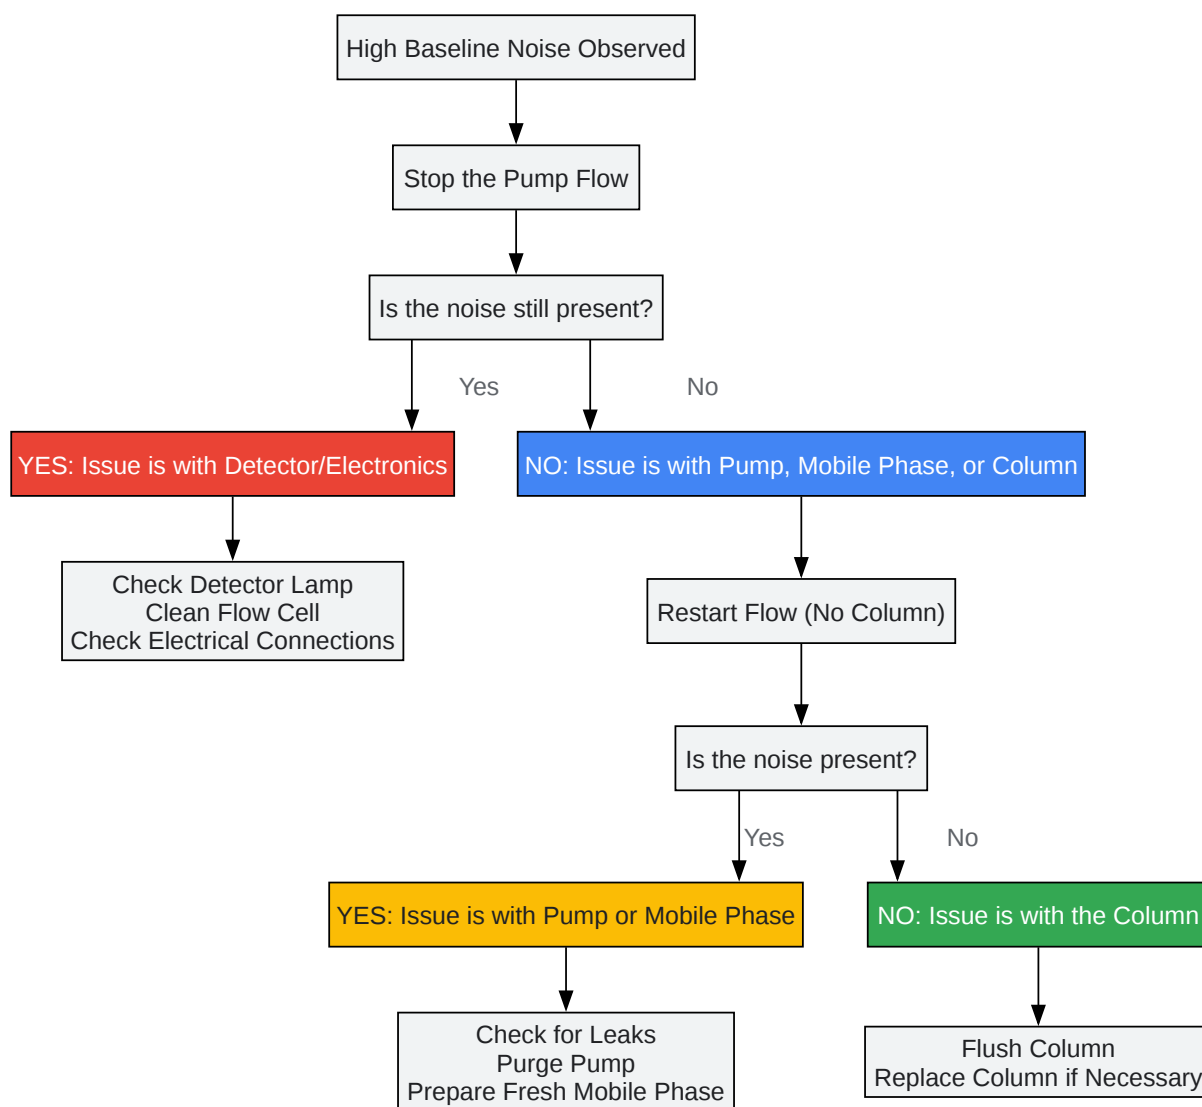 High Baseline Noise Observed
Stop the Pump Flow
Is the noise still present?
Yes
No
YES: Issue is with Detector/Electronics
NO: Issue is with Pump, Mobile Phase, or Column
Check Detector Lamp
Clean Flow Cell
Check Electrical Connections
Restart Flow (No Column)
Is the noise present?
Yes
No
YES: Issue is with Pump or Mobile Phase
NO: Issue is with the Column
Check for Leaks
Purge Pump
Prepare Fresh Mobile Phase
Flush Column
Replace Column if Necessary